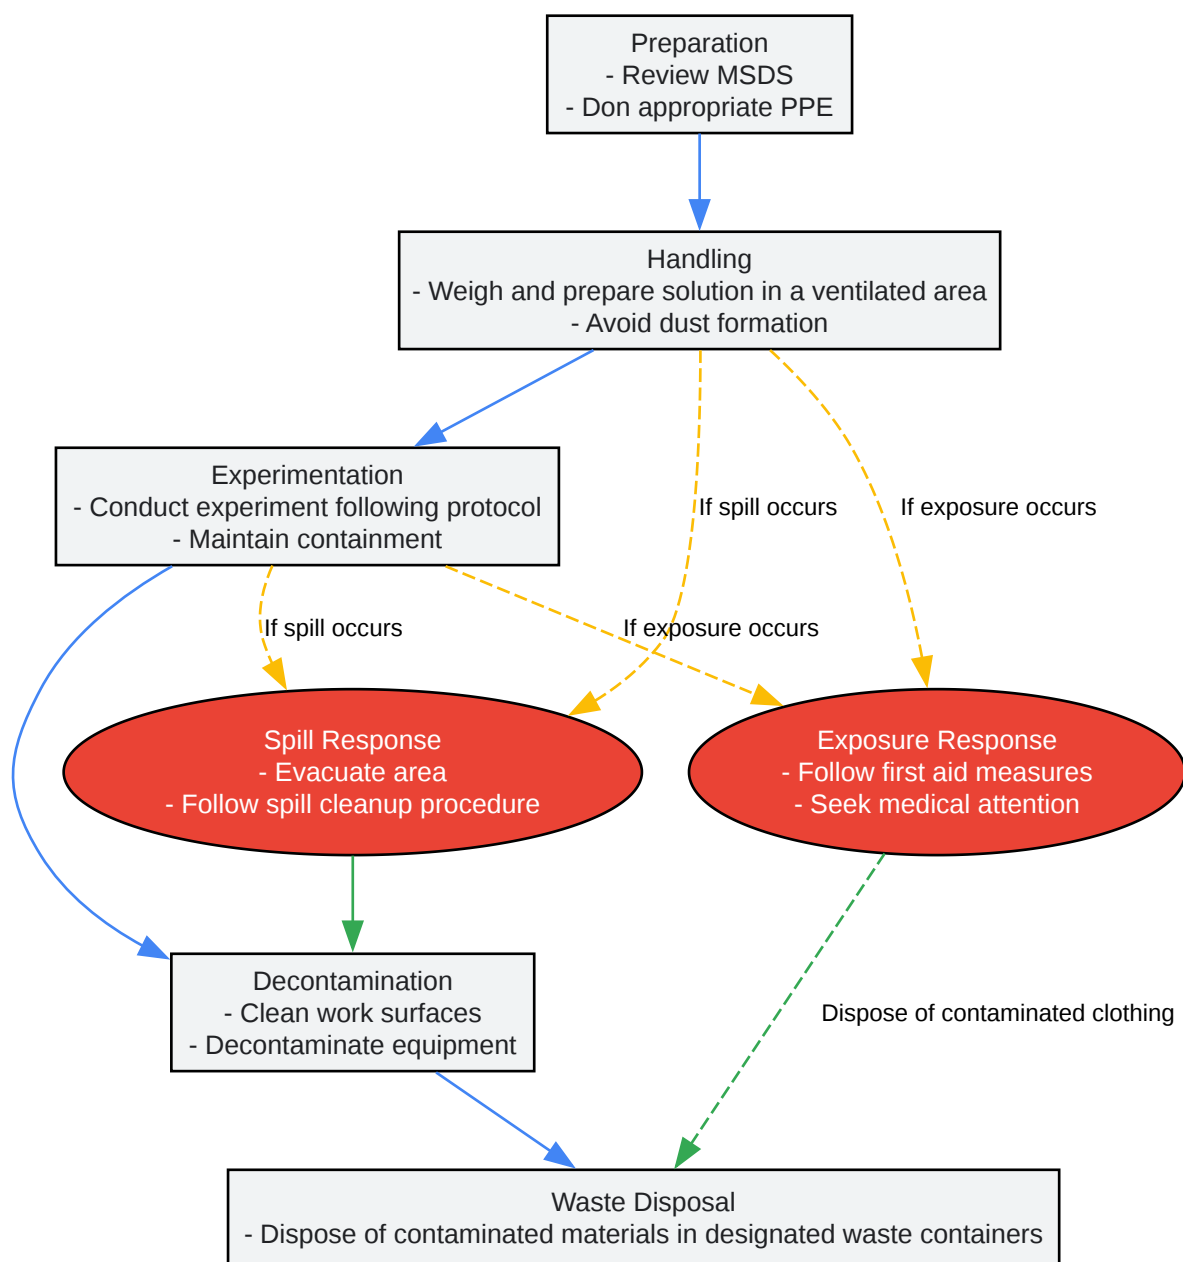 Preparation
- Review MSDS
- Don appropriate PPE
Handling
- Weigh and prepare solution in a ventilated area
- Avoid dust formation
Experimentation
- Conduct experiment following protocol
- Maintain containment
If spill occurs
If exposure occurs
If spill occurs
If exposure occurs
Spill Response
- Evacuate area
- Follow spill cleanup procedure
Exposure Response
- Follow first aid measures
- Seek medical attention
Decontamination
- Clean work surfaces
- Decontaminate equipment
Dispose of contaminated clothing
Waste Disposal
- Dispose of contaminated materials in designated waste containers